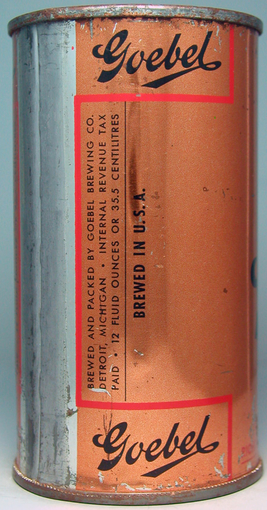 Goebel
BREWED AND PACKED BY GOEBEL BREWING CO.
DETROIT, MICHIGAN • INTERNAL REVENUE TAX
PAID • 12 FLUID OUNCES OR 35.5 CENTILITRES
BREWED IN U.S.A.
Goebel